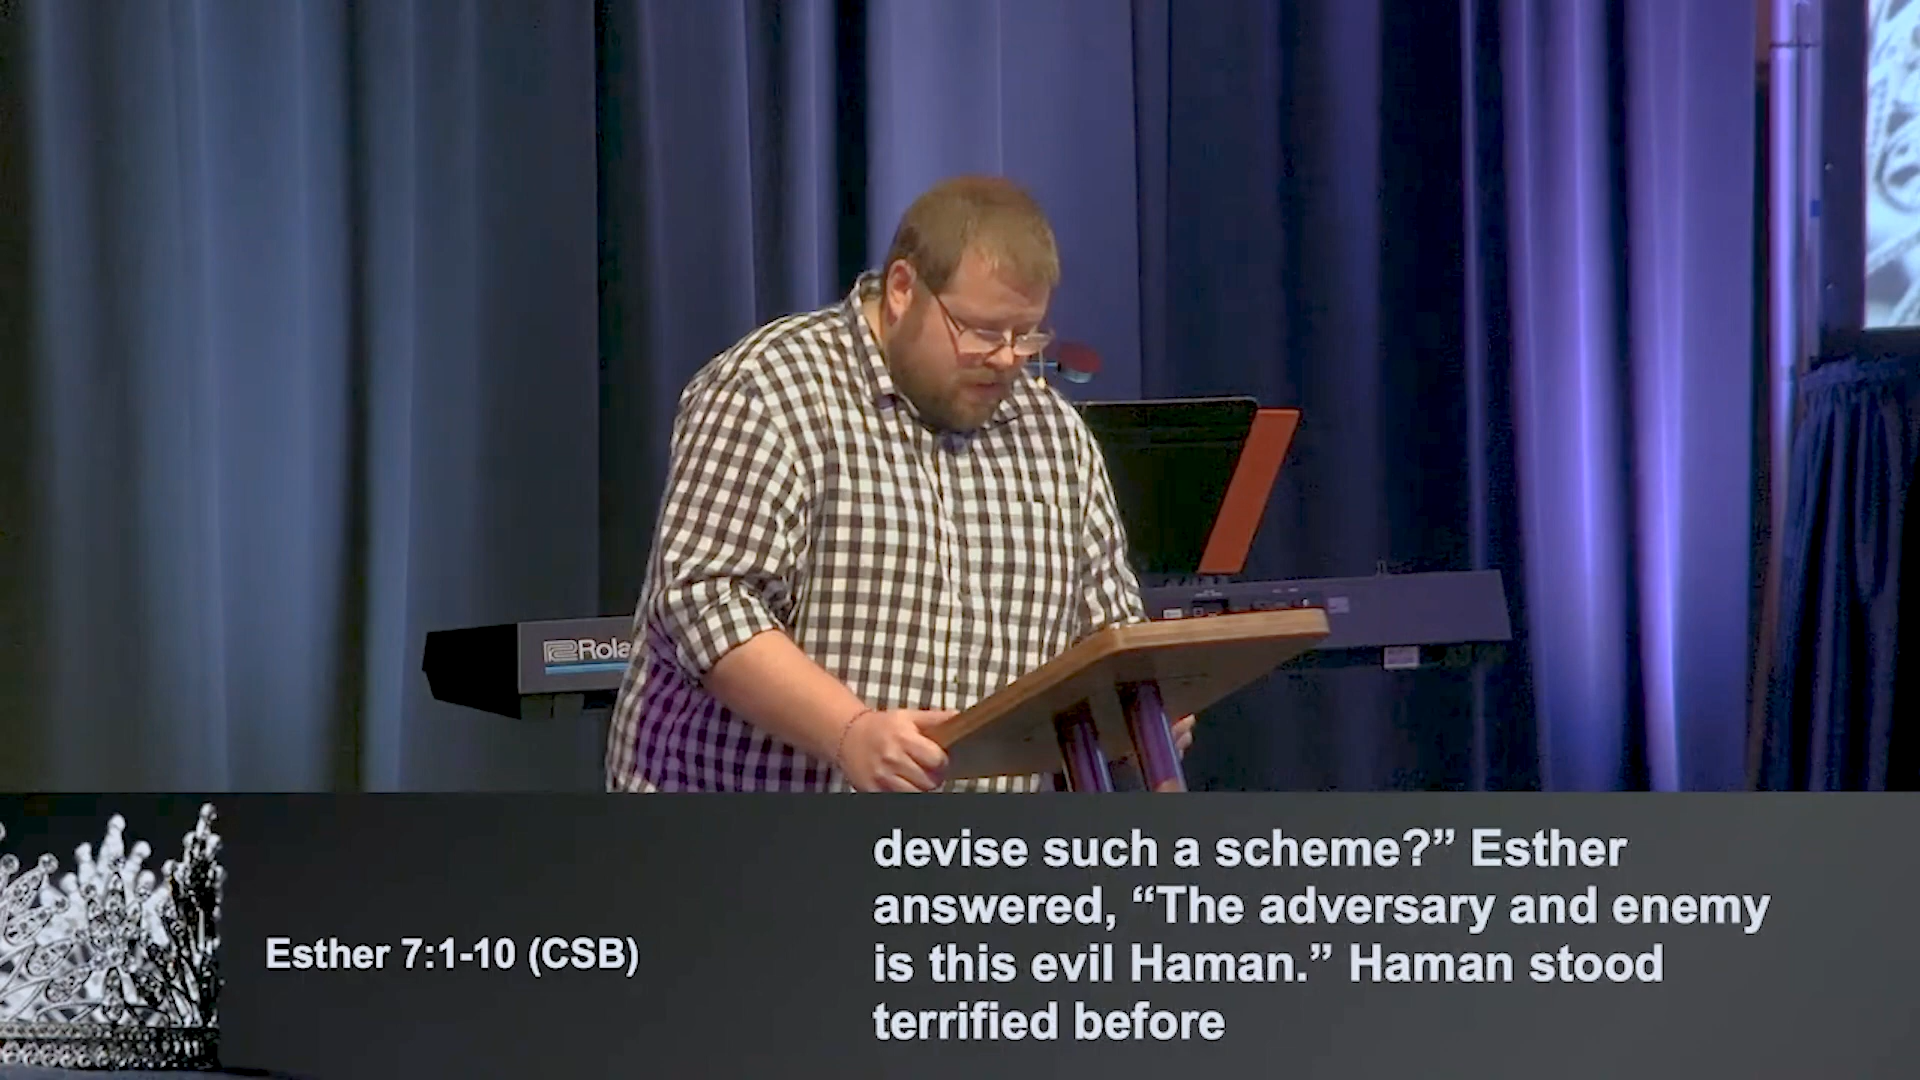 Rola
Esther 7:1-10 (CSB)
devise such a scheme?” Esther
answered, “The adversary and enemy
is this evil Haman.” Haman stood
terrified before